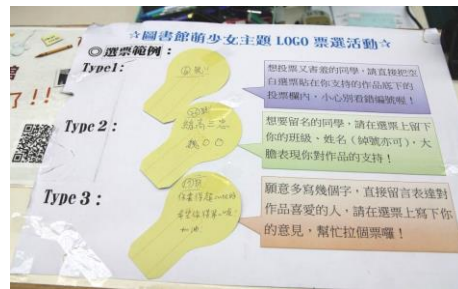 ☆圖書館萌少女主題 LOGO 票選活動☆
◎選票範例：
Type1：
想投票又害羞的同學，請直接把空
白選票貼在你支持的作品底下的
投票欄內，小心別看錯編號喔！
Type 2：
想要留名的同學，請在選票上留下
你的班級、姓名（綽號亦可），大
膽表現你對作品的支持！
Type 3：
願意多寫幾個字，直接留言表達對
作品喜愛的人，請在選票上寫下你
的意見，幫忙拉個票囉！
加油
館
!!